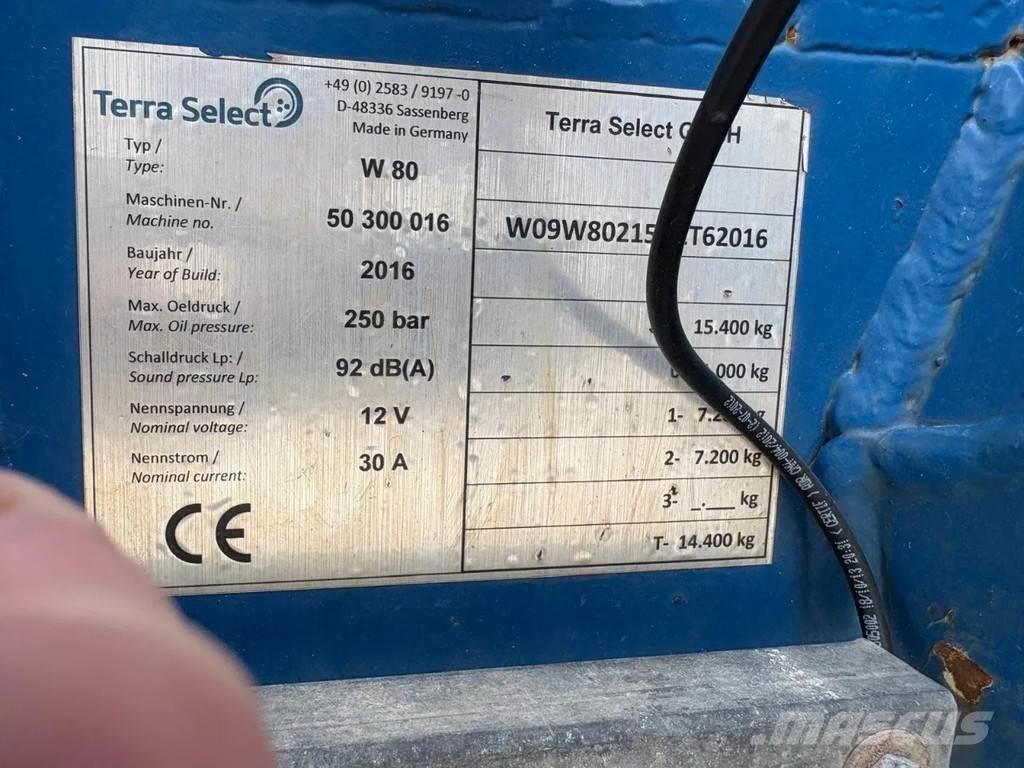 Terra Select
+49 (0) 2583 / 9197 -0
D-48336 Sassenberg
Made in Germany
Typ /
Type:
W 80
Maschinen-Nr. /
Machine no.
50 300 016
Baujahr /
Year of Build:
2016
Max. Oeldruck /
Max. Oil pressure:
250 bar
Schalldruck Lp: /
Sound pressure Lp:
92 dB(A)
Nennspannung /
Nominal voltage:
12 V
Nennstrom /
Nominal current:
30 A
CE
Terra Select
15.400 kg
kg
1-
2- 7.200 kg
3- _.___ kg
T- 14.400 kg
MASCUS